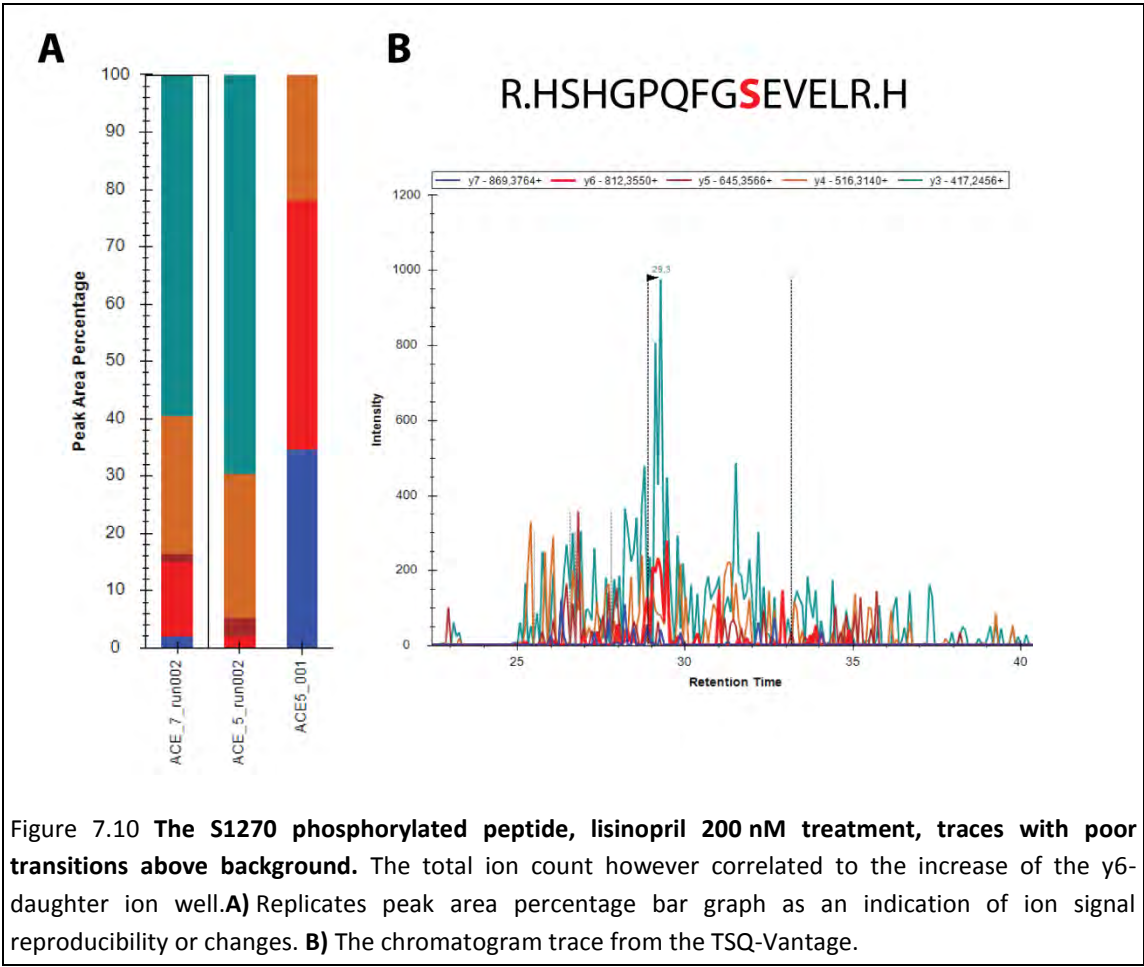 A
B
R.HSHGPQFGSEVELR.H
Peak Area Percentage
100
90
80
70
60
50
40
30
20
10
0
ACE_7_run002
ACE_5_run002
ACE5_001
y7 - 869,3764+ y6 - 812,3550+ y5 - 645,3566+ y4 - 516,3140+ y3 - 417,2456+
Intensity
1200
1000
800
600
400
200
0
29,3
25 30 35 40
Retention Time
Figure 7.10 The S1270 phosphorylated peptide, lisinopril 200 nM treatment, traces with poor
transitions above background. The total ion count however correlated to the increase of the y6-
daughter ion well.A) Replicates peak area percentage bar graph as an indication of ion signal
reproducibility or changes. B) The chromatogram trace from the TSQ-Vantage.